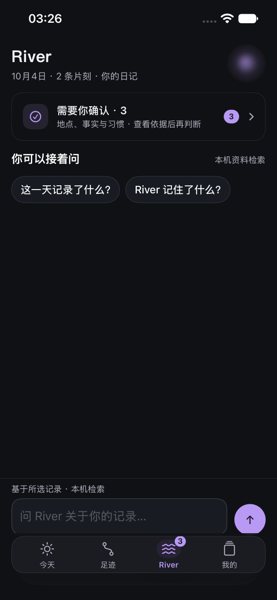 03:26
River
10月4日 · 2 条片刻 · 你的日记
需要你确认 · 3
地点、事实与习惯 · 查看依据后再判断
3
你可以接着问
本机资料检索
这一天记录了什么?
River 记住了什么?
基于所选记录 · 本机检索
问 River 关于你的记录...
3
今天
足迹
River
我的